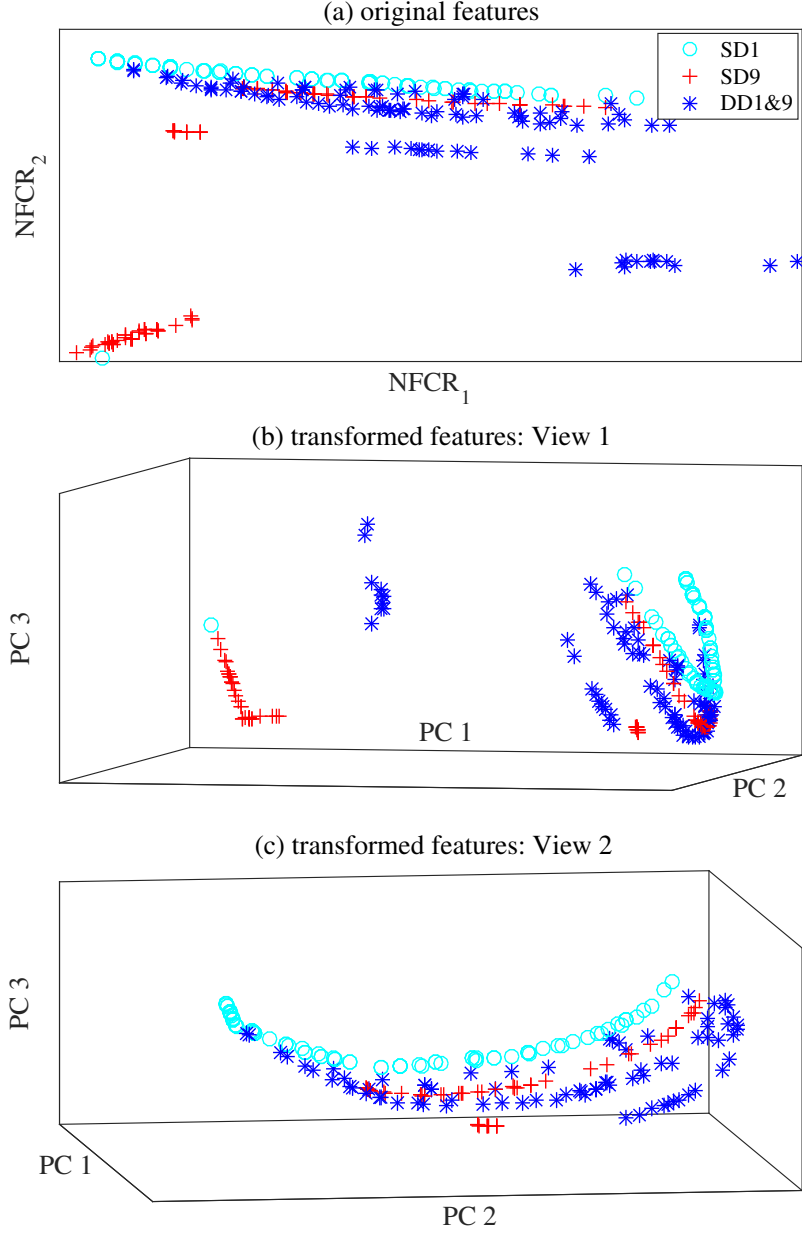 (a) original features
SD1
SD9
DD1&9
NFCR2
NFCR1
(b) transformed features: View 1
PC 3
PC 1
PC 2
(c) transformed features: View 2
PC 3
PC 1
PC 2